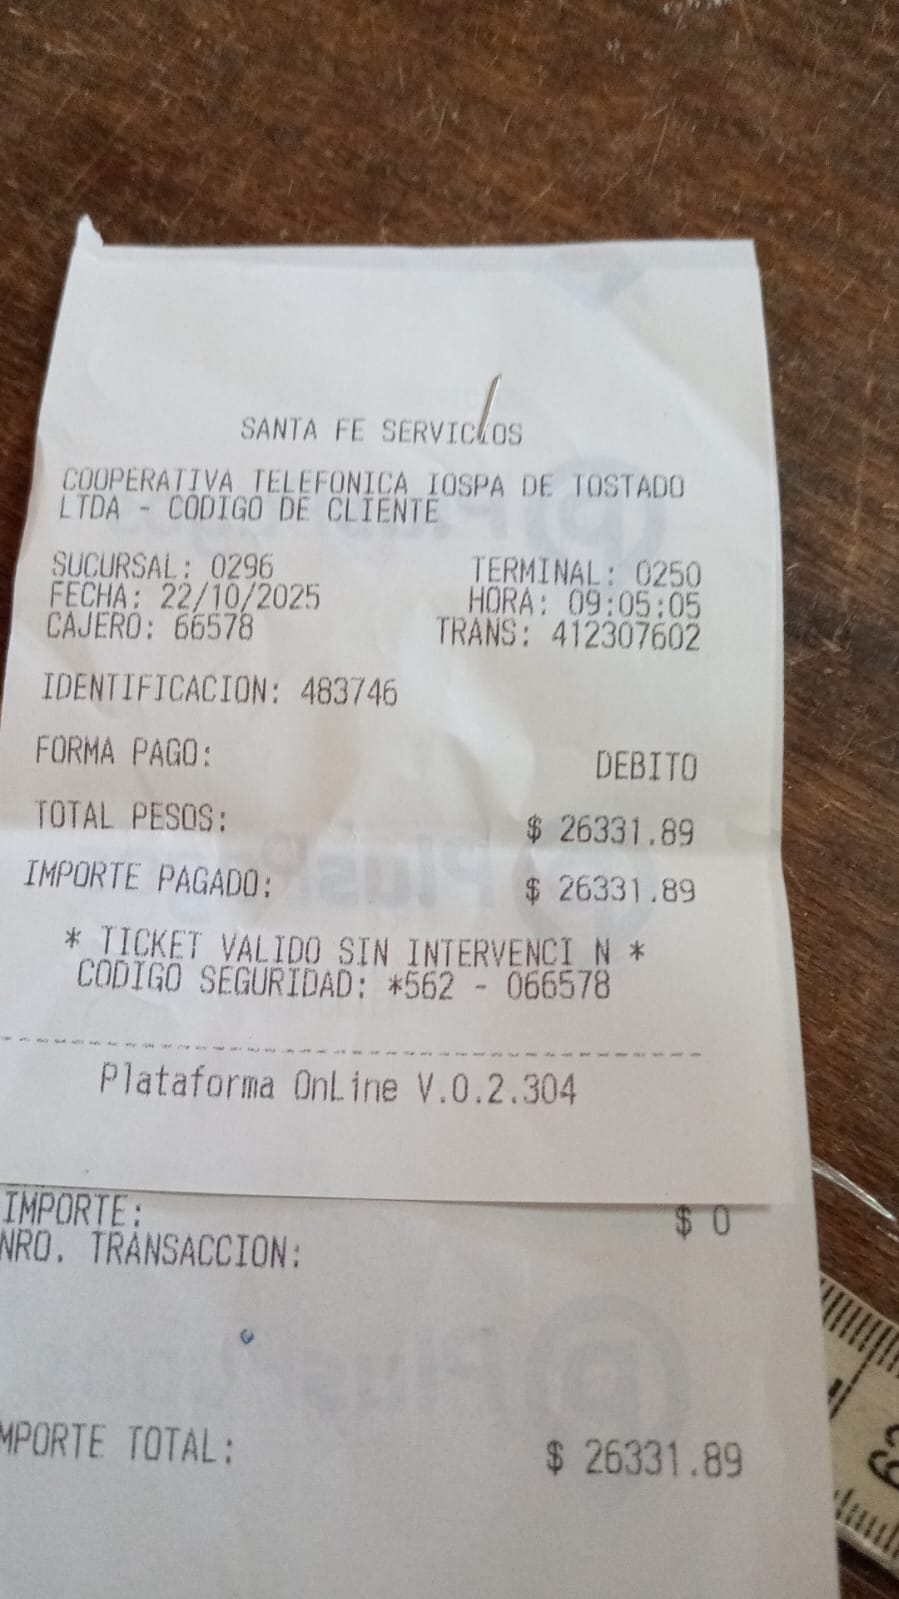 SANTA FE SERVICIOS
COOPERATIVA TELEFONICA IOSPA DE TOSTADO
LTDA - CODIGO DE CLIENTE
SUCURSAL: 0296 TERMINAL: 0250
FECHA: 22/10/2025 HORA: 09:05:05
CAJERO: 66578 TRANS: 412307602
IDENTIFICACION: 483746
FORMA PAGO: DEBITO
TOTAL PESOS: $ 26331.89
IMPORTE PAGADO: $ 26331.89
* TICKET VALIDO SIN INTERVENCI N *
CODIGO SEGURIDAD: *562 - 066578
Plataforma OnLine V.0.2.304
IMPORTE: $ 0
NRO. TRANSACCION:
MPORTE TOTAL: $ 26331.89